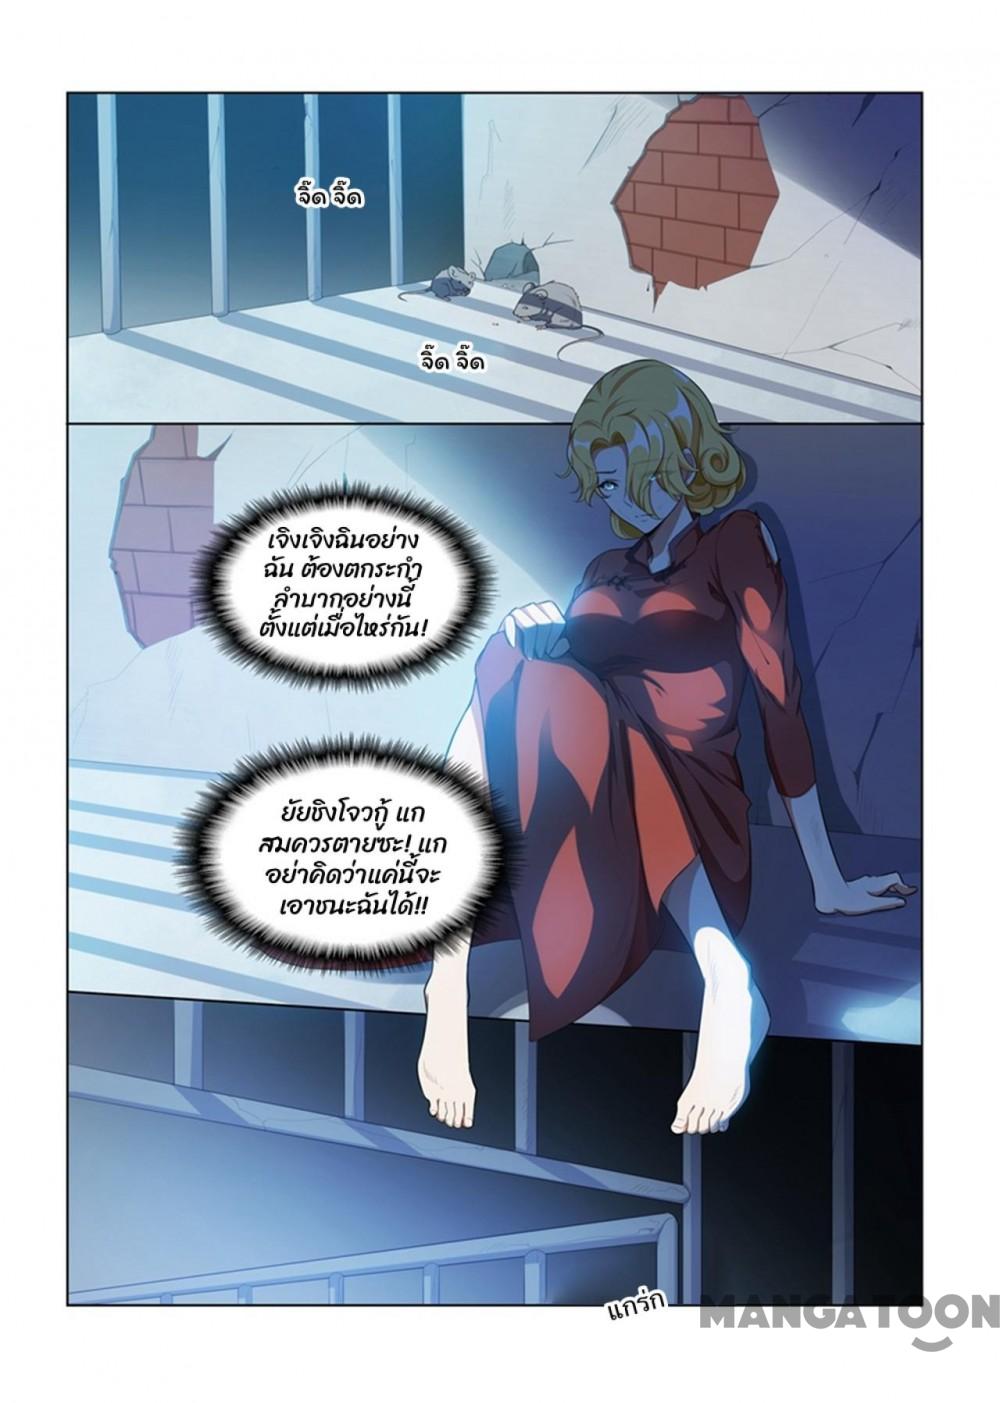 จี๊ด จี๊ด
จี๊ด จี๊ด
เจิงเจิงฉินอย่าง
ฉัน ต้องตกระกำ
ลำบากอย่างนี้
ตั้งแต่เมื่อไหร่กัน!
ยัยชิงโจวกู้ แก
สมควรตายซะ! แก
อย่าคิดว่าแค่นี้จะ
เอาชนะฉันได้!!
แกร่ก
MANGATOON